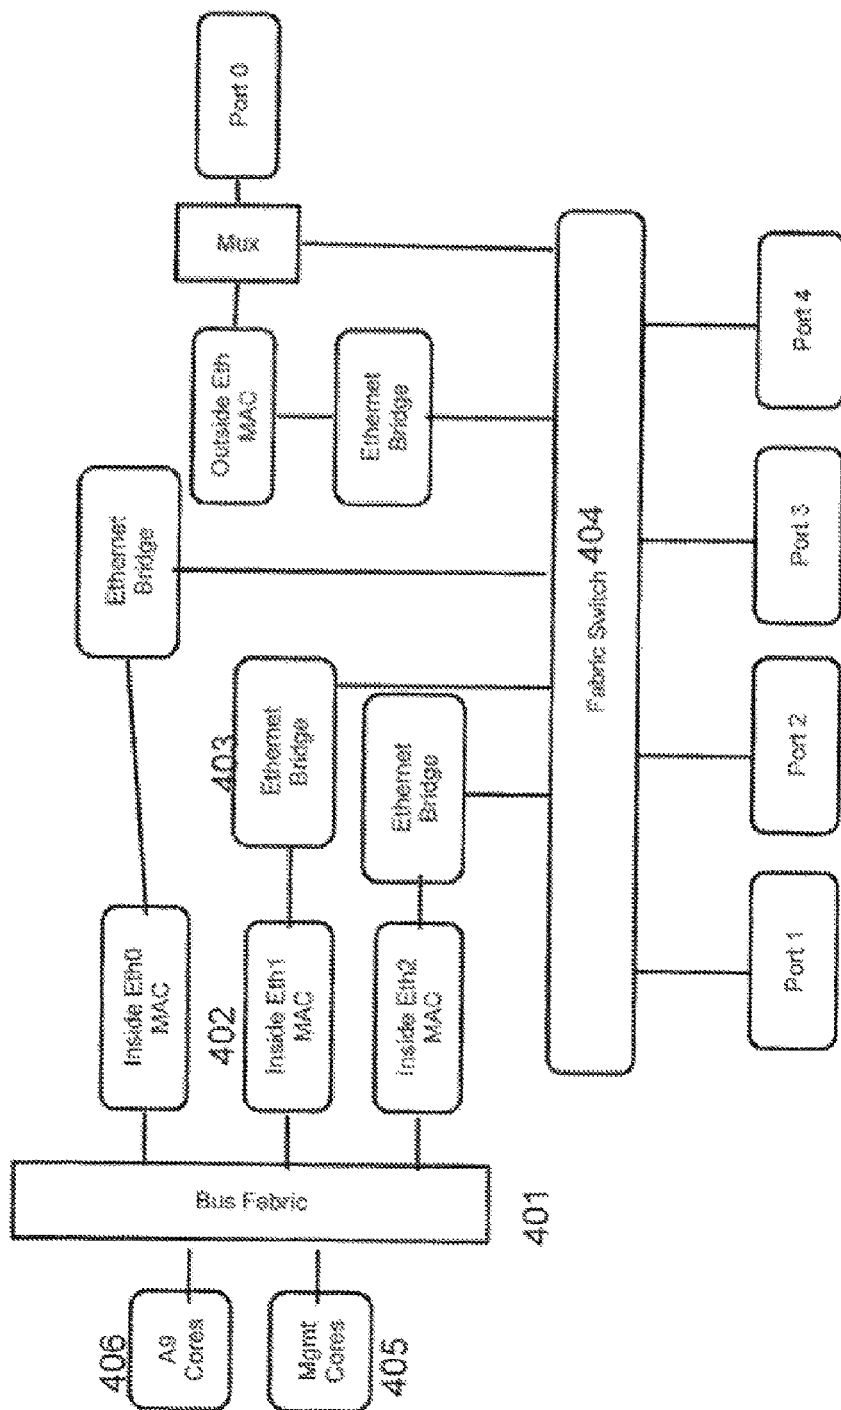 406
A9
Cores
Mgmt
Cores
405
Bus Fabric
401
Inside Eth0
MAC
402
Inside Eth1
MAC
Inside Eth2
MAC
Ethernet
Bridge
403
Ethernet
Bridge
Ethernet
Bridge
Outside Eth
MAC
Ethernet
Bridge
Mux
Port 0
Fabric Switch 404
Port 1
Port 2
Port 3
Port 4